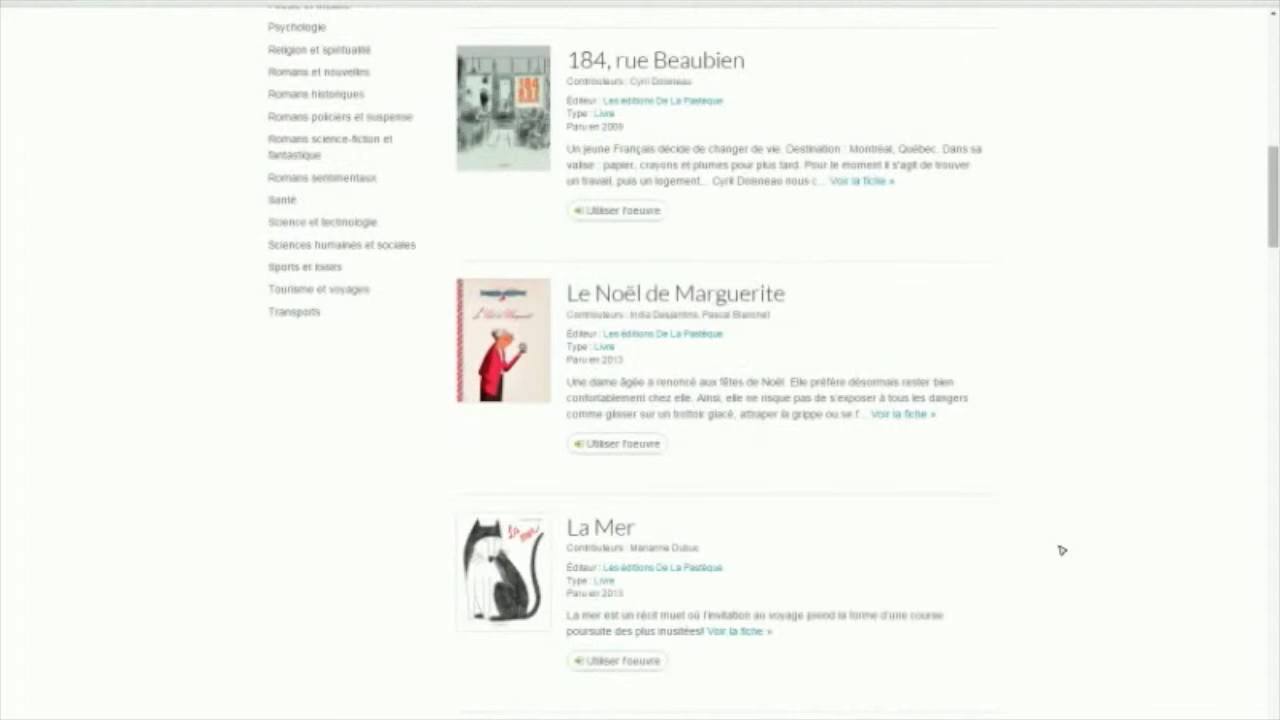 Psychologie
Religion et spiritualité
Romans et nouvelles
Romans historiques
Romans policiers et suspense
Romans science-fiction et
fantastique
Romans sentimentaux
Santé
Science et technologie
Sciences humaines et sociales
Sports et loisirs
Tourisme et voyages
Transports
184, rue Beaubien
Contributeurs : Cyril Doisneau
Éditeur : Les éditions De La Pastèque
Type : Livre
Paru en 2009
Un jeune Français décide de changer de vie. Destination : Montréal, Québec. Dans sa
valise : papier, crayons et plumes pour plus tard. Pour le moment il s'agit de trouver
un travail, puis un logement... Cyril Doisneau nous c... Voir la fiche »
Utiliser l'oeuvre
Le Noël de Marguerite
Contributeurs : India Desjardins, Pascal Blanchet
Éditeur : Les éditions De La Pastèque
Type : Livre
Paru en 2013
Une dame âgée a renoncé aux fêtes de Noël. Elle préfère désormais rester bien
confortablement chez elle. Ainsi, elle ne risque pas de s'exposer à tous les dangers
comme glisser sur un trottoir glacé, attraper la grippe ou se f... Voir la fiche »
Utiliser l'oeuvre
La Mer
Contributeurs : Marianne Dubuc
Éditeur : Les éditions De La Pastèque
Type : Livre
Paru en 2013
La mer est un récit muet où l'invitation au voyage prend la forme d'une course
poursuite des plus inusitées! Voir la fiche »
Utiliser l'oeuvre